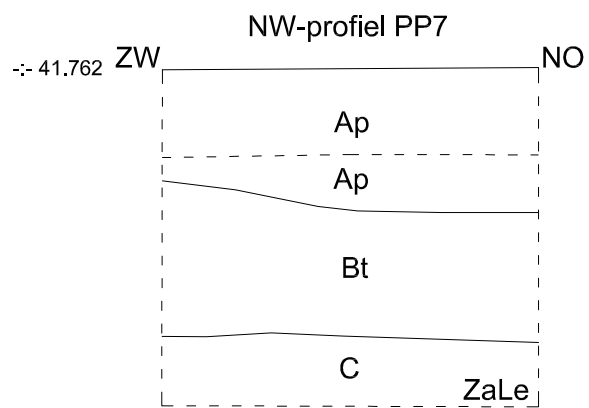 NW-profiel PP7
-:- 41.762 ZW NO
Ap
Ap
Bt
C
ZaLe